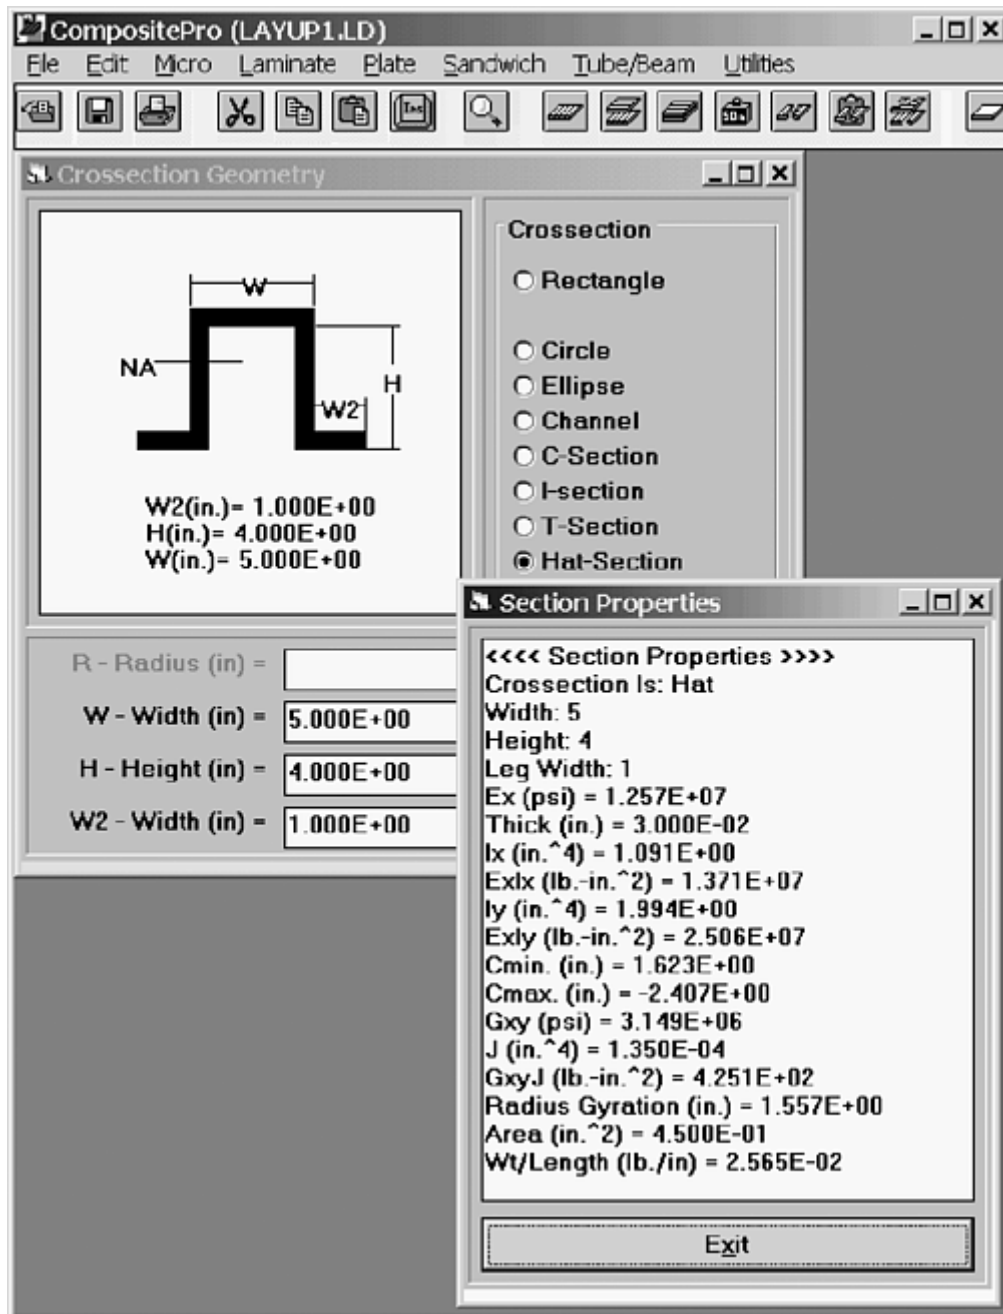 CompositePro (LAYUP1.LD)
File Edit Micro Laminate Plate Sandwich Tube/Beam Utilities
Crossection Geometry
W
NA
H
W2
W2(in.)= 1.000E+00
H(in.)= 4.000E+00
W(in.)= 5.000E+00
Crossection
Rectangle
Circle
Ellipse
Channel
C-Section
I-section
T-Section
Hat-Section
R - Radius (in) =
W - Width (in) = 5.000E+00
H - Height (in) = 4.000E+00
W2 - Width (in) = 1.000E+00
Section Properties
<<<< Section Properties >>>>
Crossection Is: Hat
Width: 5
Height: 4
Leg Width: 1
Ex (psi) = 1.257E+07
Thick (in.) = 3.000E-02
Ix (in.^4) = 1.091E+00
ExIx (lb.-in.^2) = 1.371E+07
Iy (in.^4) = 1.994E+00
ExIy (lb.-in.^2) = 2.506E+07
Cmin. (in.) = 1.623E+00
Cmax. (in.) = -2.407E+00
Gxy (psi) = 3.149E+06
J (in.^4) = 1.350E-04
GxyJ (lb.-in.^2) = 4.251E+02
Radius Gyration (in.) = 1.557E+00
Area (in.^2) = 4.500E-01
Wt/Length (lb./in) = 2.565E-02
Exit